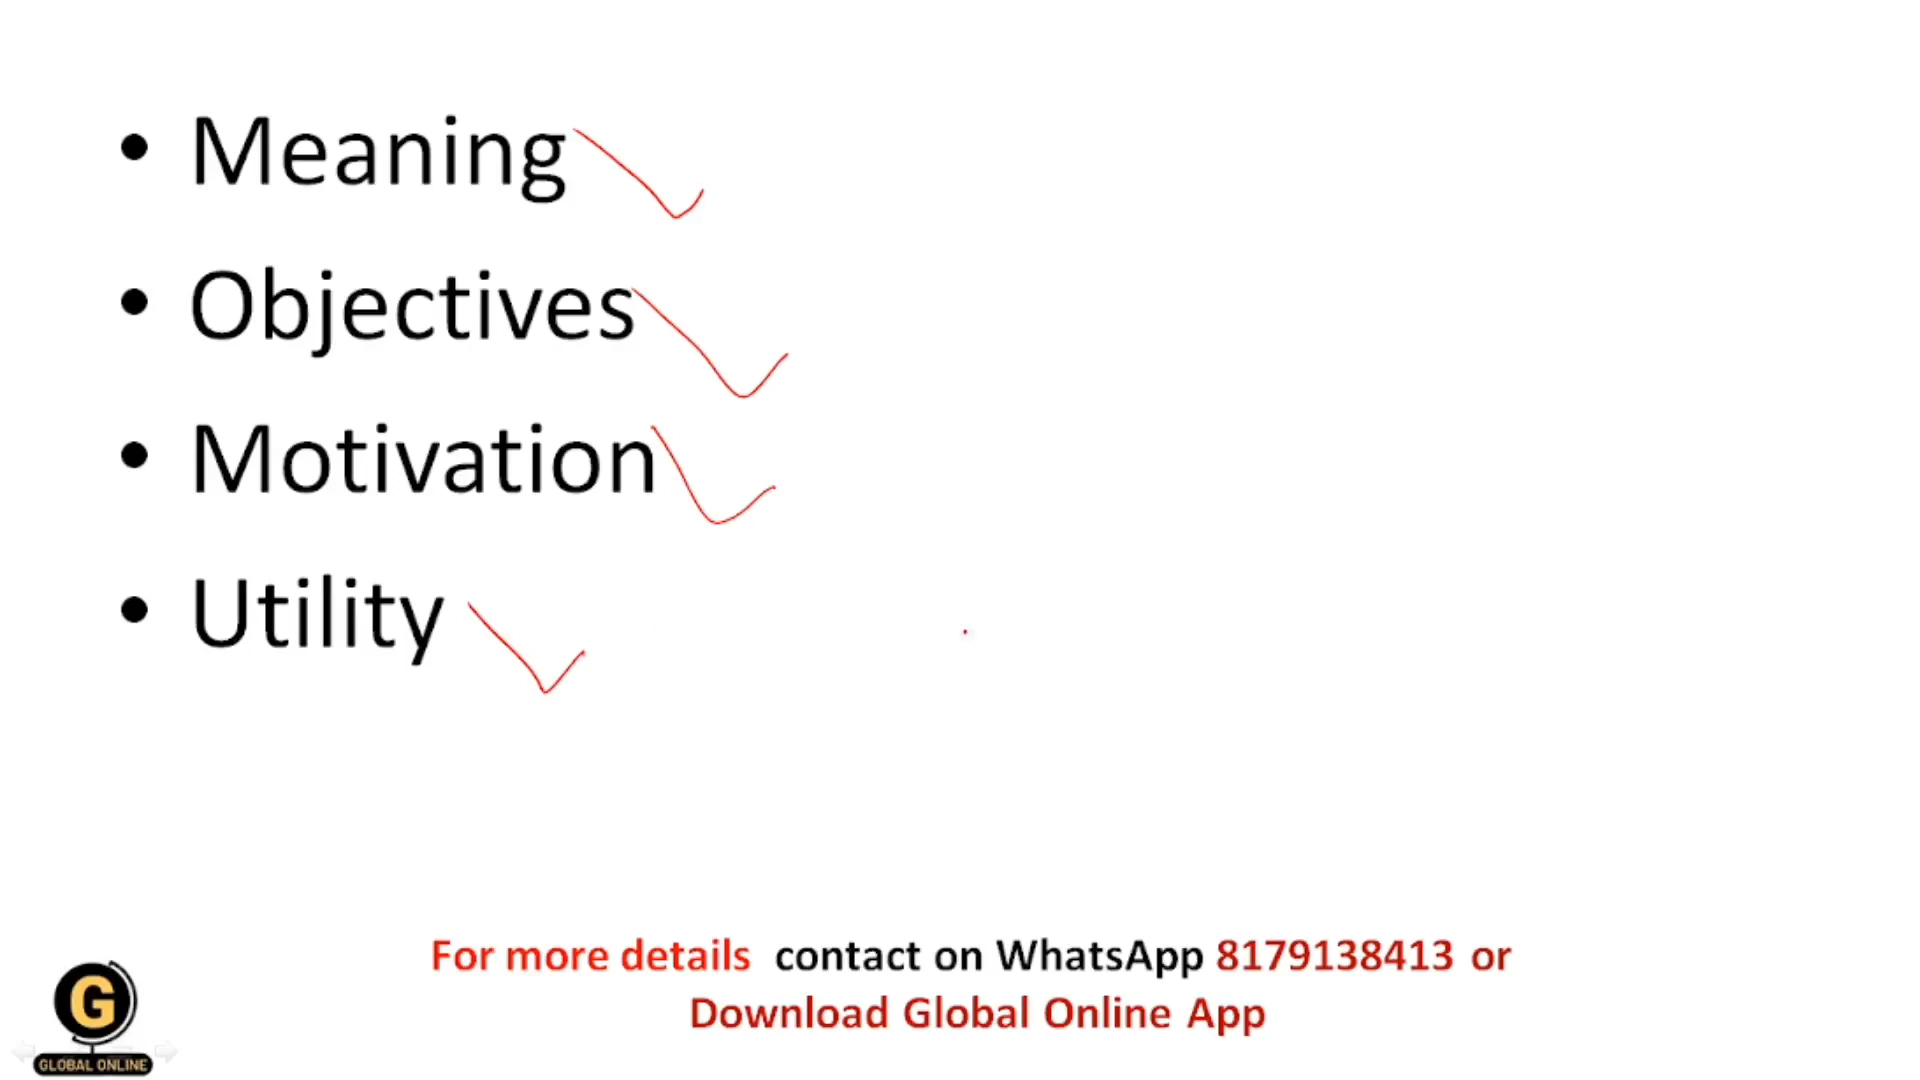 • Meaning
• Objectives
• Motivation
• Utility
For more details contact on WhatsApp 8179138413 or
Download Global Online App
G
GLOBAL ONLINE